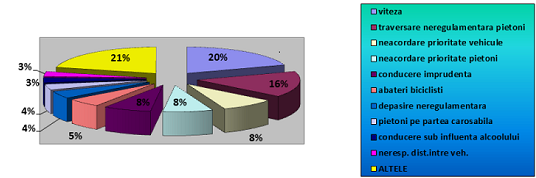 21%
20%
3%
3%
4%
4%
5%
8%
8%
8%
16%
viteza
traversare neregulamentara pietoni
neacordare prioritate vehicule
neacordare prioritate pietoni
conducere imprudenta
abateri biciclisti
depasire neregulamentara
pietoni pe partea carosabila
conducere sub influenta alcoolului
neresp. dist.intre veh.
ALTELE